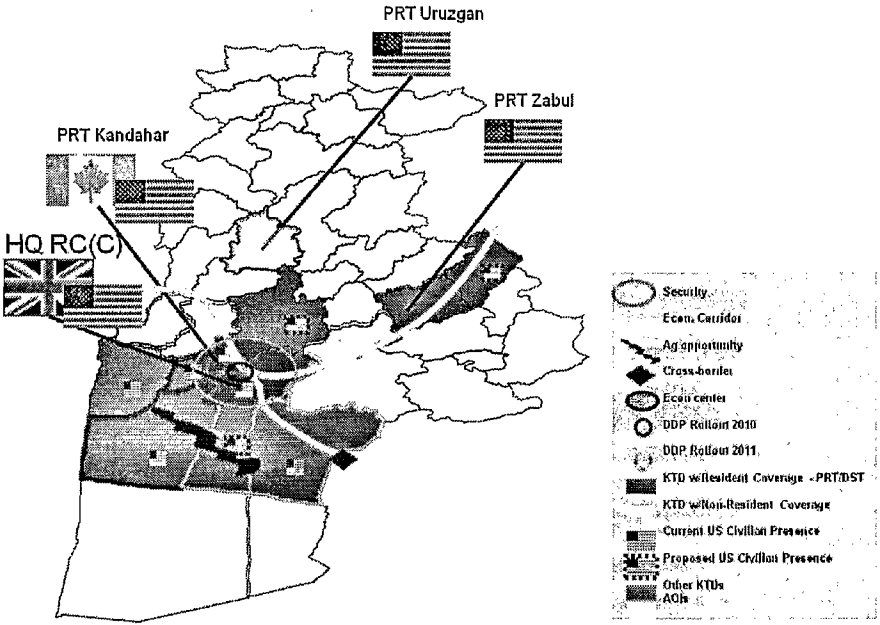 PRT Uruzgan
PRT Zabul
PRT Kandahar
HQ RC(C)
Security
Econ. Corridor
Ag opportunity
Cross-border
Econ center
DDP Rollout 2010
DDP Rollout 2011
KTD w/Resident Coverage - PRT/DST
KTD w/Non-Resident Coverage
Current US Civilian Presence
Proposed US Civilian Presence
Other KTDs
AOIs